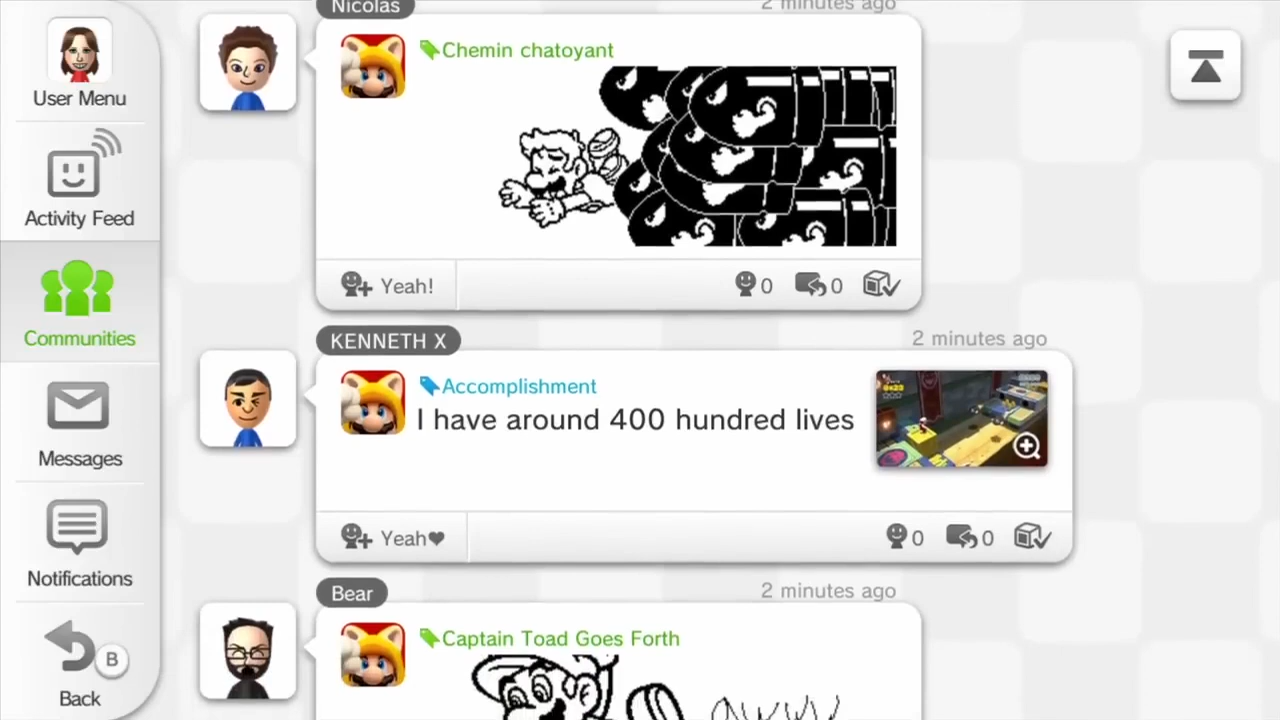 Nicolas
2 minutes ago
User Menu
Chemin chatoyant
Activity Feed
Yeah!
0
0
Communities
KENNETH X
2 minutes ago
Accomplishment
I have around 400 hundred lives
Messages
Yeah❤
0
0
Notifications
Bear
2 minutes ago
Captain Toad Goes Forth
B
Back